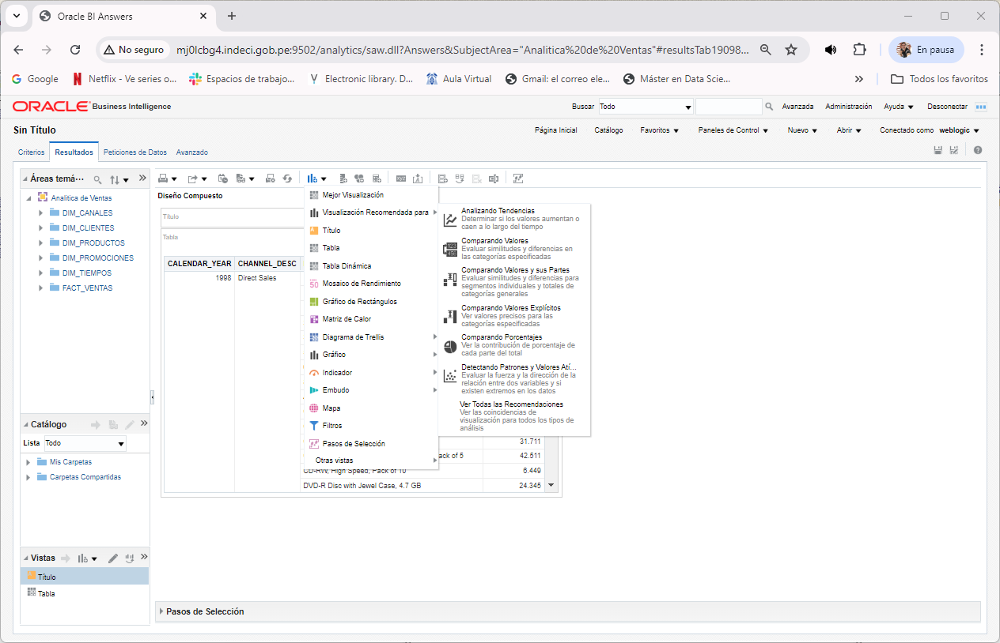 Oracle BI Answers
No seguro
mj0lcbg4.indeci.gob.pe:9502/analytics/saw.dll?Answers&SubjectArea="Analitica%20de%20Ventas"#resultsTab19098...
En pausa
Google
Netflix - Ve series o...
Espacios de trabajo...
Electronic library. D...
Aula Virtual
Gmail: el correo ele...
Máster en Data Scie...
Todos los favoritos
ORACLE Business Intelligence
Buscar
Todo
Avanzada
Administración
Ayuda
Desconectar
Sin Título
Página Inicial
Catálogo
Favoritos
Paneles de Control
Nuevo
Abrir
Conectado como weblogic
Criterios
Resultados
Peticiones de Datos
Avanzado
Áreas temá...
Analitica de Ventas
DIM_CANALES
DIM_CLIENTES
DIM_PRODUCTOS
DIM_PROMOCIONES
DIM_TIEMPOS
FACT_VENTAS
Catálogo
Lista
Todo
Mis Carpetas
Carpetas Compartidas
Vistas
Título
Tabla
Diseño Compuesto
Título
Tabla
CALENDAR_YEAR
CHANNEL_DESC
1998
Direct Sales
Mejor Visualización
Visualización Recomendada para
Título
Tabla
Tabla Dinámica
Mosaico de Rendimiento
Gráfico de Rectángulos
Matriz de Calor
Diagrama de Trellis
Gráfico
Indicador
Embudo
Mapa
Filtros
Pasos de Selección
Otras vistas
Analizando Tendencias
Determinar si los valores aumentan o
caen a lo largo del tiempo
Comparando Valores
Evaluar similitudes y diferencias en
las categorías especificadas
Comparando Valores y sus Partes
Evaluar similitudes y diferencias para
segmentos individuales y totales de
categorías generales
Comparando Valores Explícitos
Ver valores precisos para las
categorías especificadas
Comparando Porcentajes
Ver la contribución de porcentaje de
cada parte del total
Detectando Patrones y Valores Atí...
Evaluar la fuerza y la dirección de la
relación entre dos variables y si
existen extremos en los datos
Ver Todas las Recomendaciones
Ver las coincidencias de
visualización para todos los tipos de
análisis
31.711
ack of 5
42.511
CD-RW, High Speed, Pack of 10
6.449
DVD-R Disc with Jewel Case, 4.7 GB
24.345
Pasos de Selección